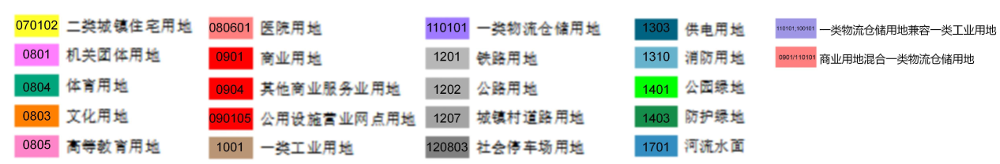 070102 二类城镇住宅用地
0801 机关团体用地
0804 体育用地
0803 文化用地
0805 高等教育用地
080601 医院用地
0901 商业用地
0904 其他商业服务业用地
090105 公用设施营业网点用地
1001 一类工业用地
110101 一类物流仓储用地
1201 铁路用地
1202 公路用地
1207 城镇村道路用地
120803 社会停车场用地
1303 供电用地
1310 消防用地
1401 公园绿地
1403 防护绿地
1701 河流水面
110101;100101 一类物流仓储用地兼容一类工业用地
0901/110101 商业用地混合一类物流仓储用地